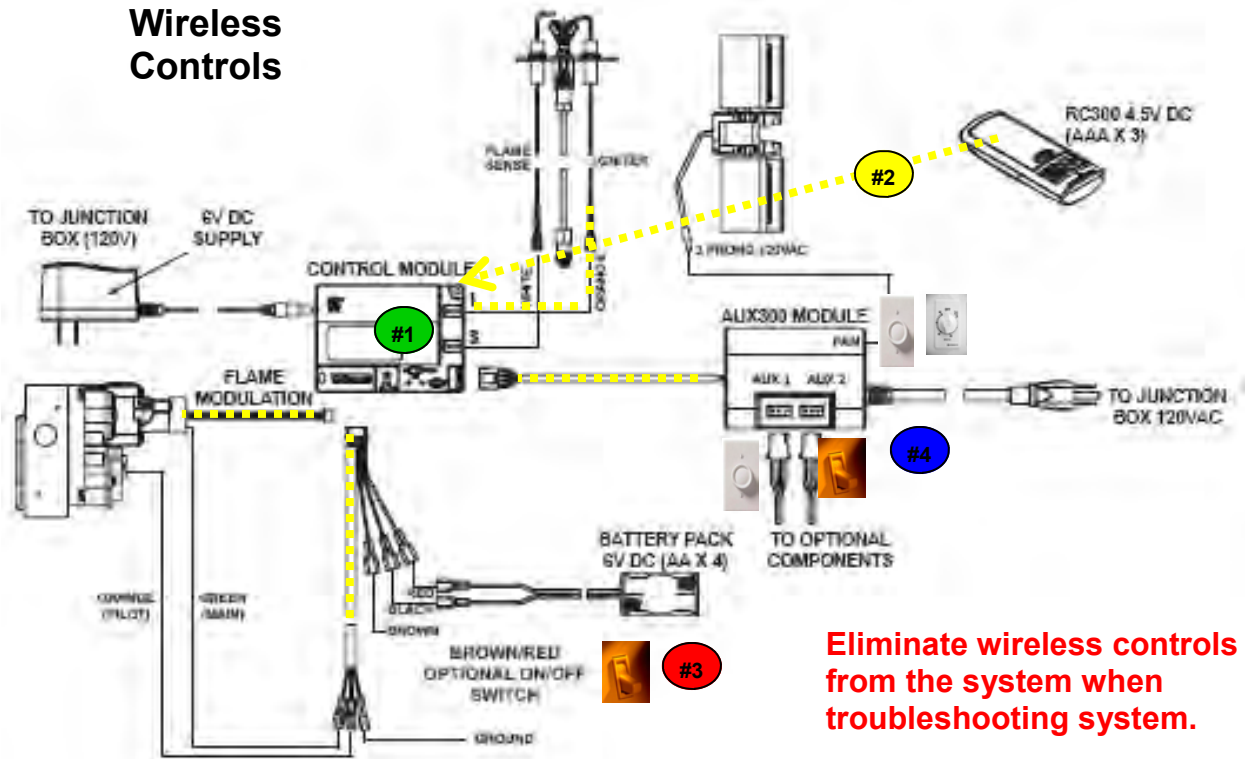 Wireless
Controls
RC300 4.5V DC
(AAA X 3)
FLAME
SENSE
IGNITER
#2
TO JUNCTION
BOX (120V)
6V DC
SUPPLY
3 PRONG 120VAC
CONTROL MODULE
WHITE
ORANGE
I
S
#1
AUX300 MODULE
FAN
AUX 1 AUX 2
TO JUNCTION
BOX 120VAC
FLAME
MODULATION
#4
BATTERY PACK
6V DC (AA X 4)
TO OPTIONAL
COMPONENTS
ORANGE
(PILOT)
GREEN
(MAIN)
RED
BLACK
BROWN
BROWN/RED
OPTIONAL ON/OFF
SWITCH
#3
GROUND
Eliminate wireless controls
from the system when
troubleshooting system.